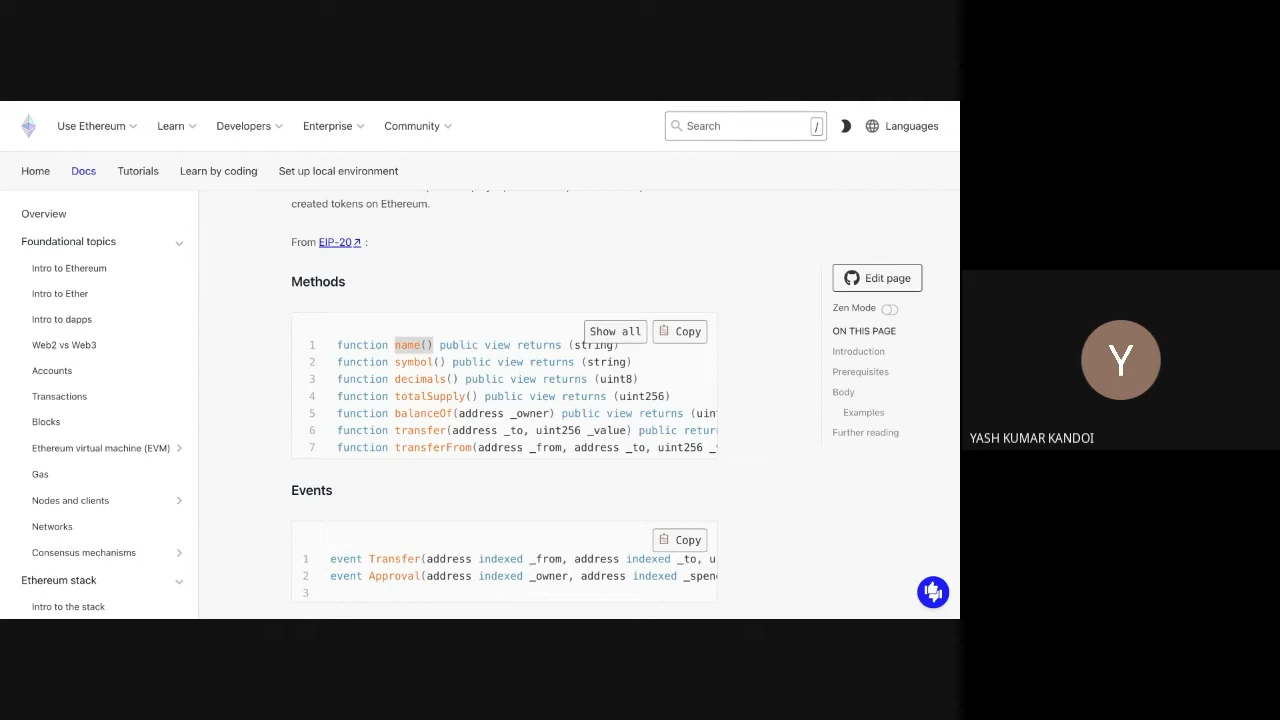 Use Ethereum
Learn
Developers
Enterprise
Community
Search
/
Languages
Home
Docs
Tutorials
Learn by coding
Set up local environment
Overview
Foundational topics
Intro to Ethereum
Intro to Ether
Intro to dapps
Web2 vs Web3
Accounts
Transactions
Blocks
Ethereum virtual machine (EVM)
Gas
Nodes and clients
Networks
Consensus mechanisms
Ethereum stack
Intro to the stack
created tokens on Ethereum.
From EIP-20 :
Methods
Show all
Copy
1 function name() public view returns (string)
2 function symbol() public view returns (string)
3 function decimals() public view returns (uint8)
4 function totalSupply() public view returns (uint256)
5 function balanceOf(address _owner) public view returns (uin
6 function transfer(address _to, uint256 _value) public retur
7 function transferFrom(address _from, address _to, uint256 _
Events
Copy
1 event Transfer(address indexed _from, address indexed _to, u
2 event Approval(address indexed _owner, address indexed _spen
3
Edit page
Zen Mode
ON THIS PAGE
Introduction
Prerequisites
Body
Examples
Further reading
Y
YASH KUMAR KANDOI